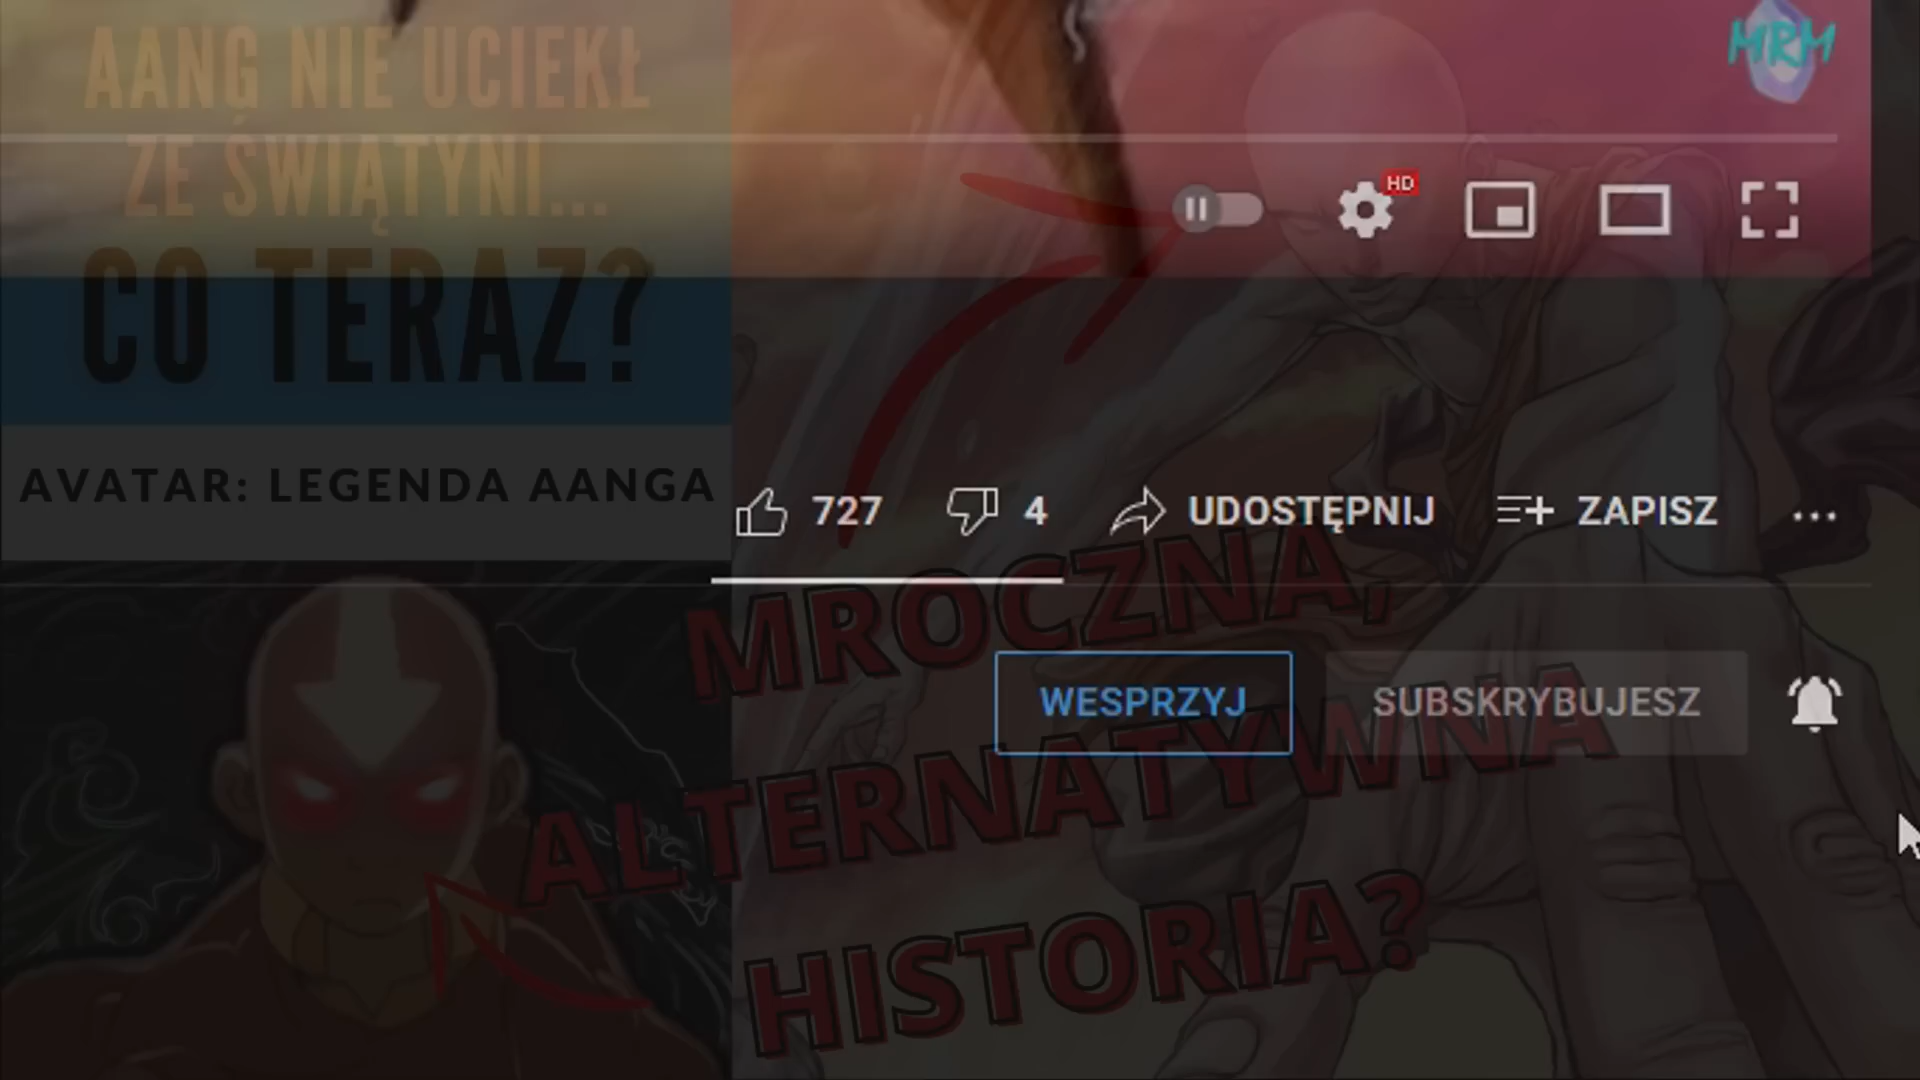 AANG NIE UCIEKŁ
ZE ŚWIĄTYNI...
CO TERAZ?
AVATAR: LEGENDA AANGA
MRM
HD
727
4
UDOSTĘPNIJ
ZAPISZ
MROCZNA,
WESPRZYJ
SUBSKRYBUJESZ
ALTERNATYWNA
HISTORIA?